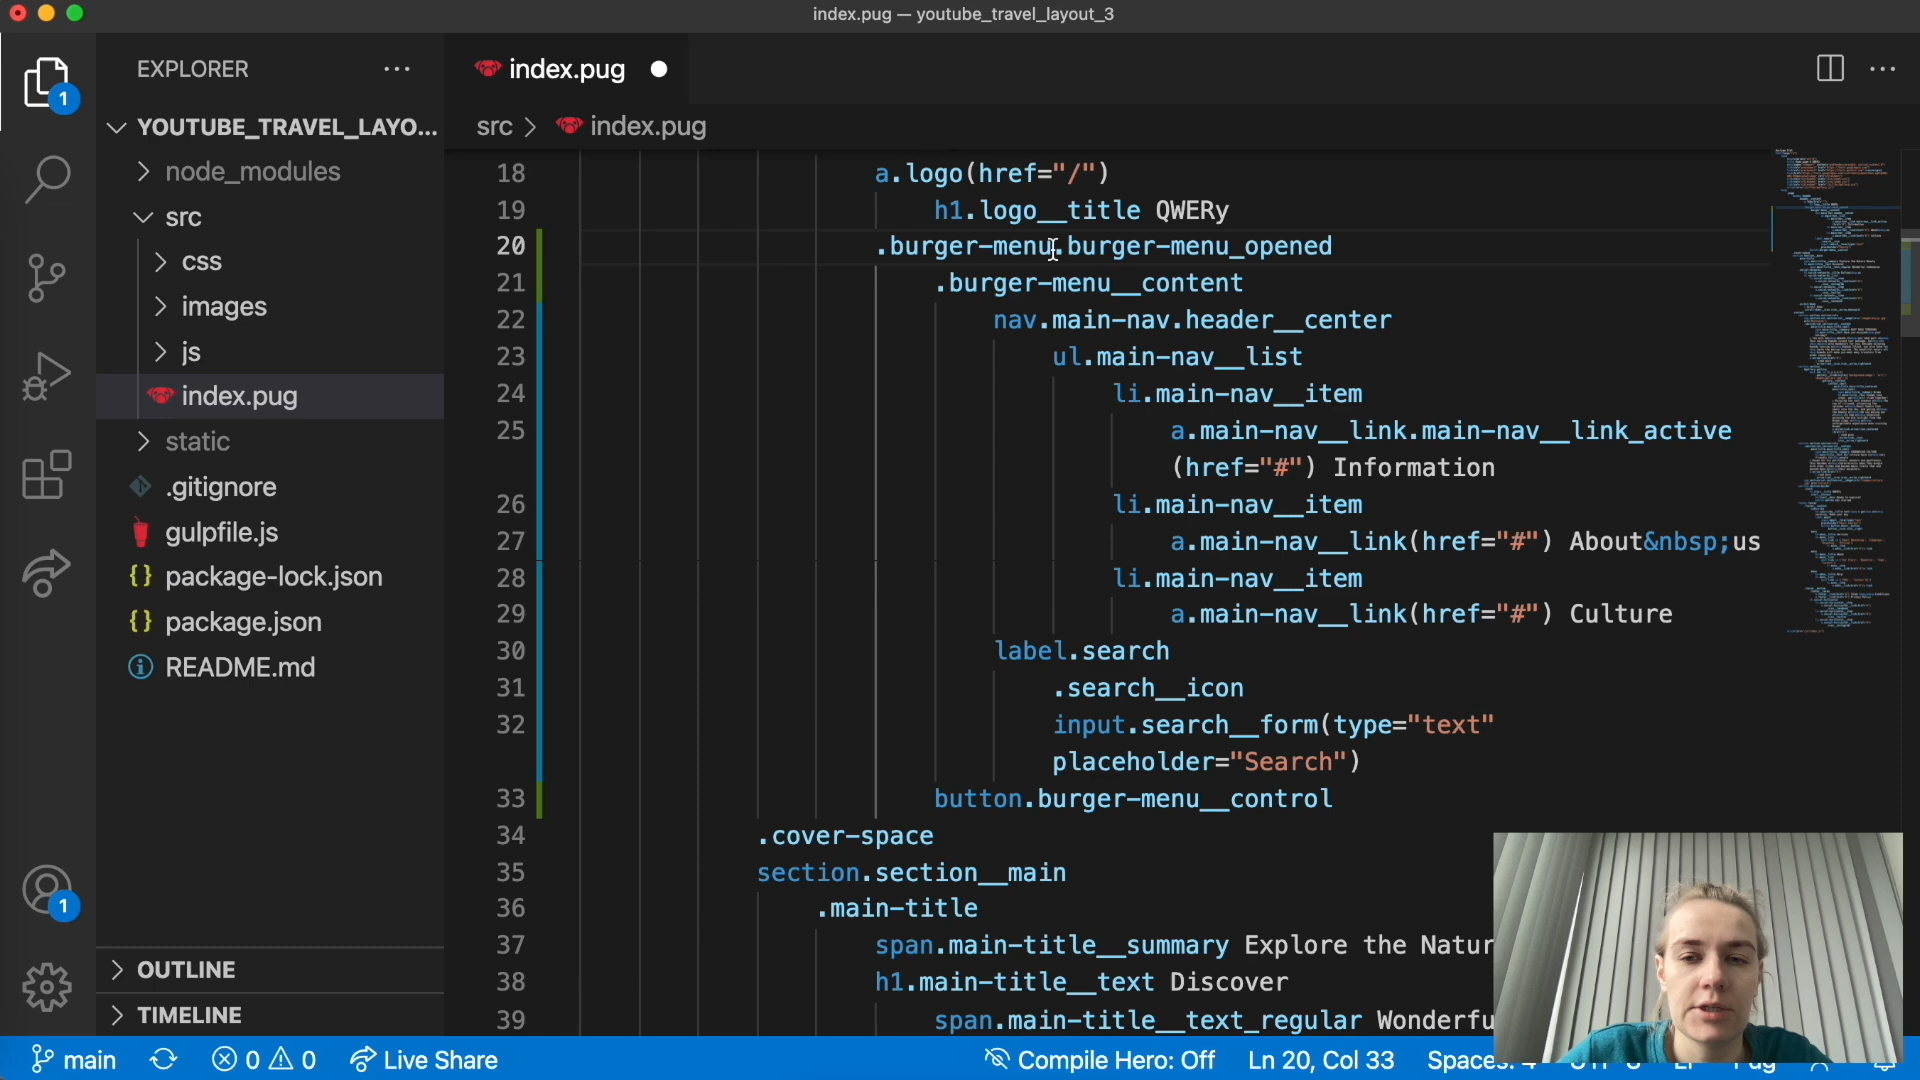 index.pug — youtube_travel_layout_3
EXPLORER
index.pug
1
YOUTUBE_TRAVEL_LAYO...
src > index.pug
node_modules
src
css
images
js
index.pug
static
.gitignore
gulpfile.js
{} package-lock.json
{} package.json
README.md
1
OUTLINE
TIMELINE
18 a.logo(href="/")
19 h1.logo__title QWERy
20 .burger-menu.burger-menu_opened
21 .burger-menu__content
22 nav.main-nav.header__center
23 ul.main-nav__list
24 li.main-nav__item
25 a.main-nav__link.main-nav__link_active
(href="#") Information
26 li.main-nav__item
27 a.main-nav__link(href="#") About&nbsp;us
28 li.main-nav__item
29 a.main-nav__link(href="#") Culture
30 label.search
31 .search__icon
32 input.search__form(type="text"
placeholder="Search")
33 button.burger-menu__control
34 .cover-space
35 section.section__main
36 .main-title
37 span.main-title__summary Explore the Natur
38 h1.main-title__text Discover
39 span.main-title__text_regular Wonderfu
main 0 0 Live Share Compile Hero: Off Ln 20, Col 33 Spaces: 4